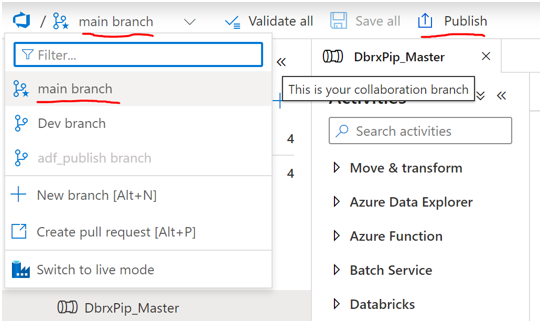 / main branch
Validate all
Save all
Publish
Filter...
main branch
Dev branch
adf_publish branch
New branch [Alt+N]
Create pull request [Alt+P]
Switch to live mode
DbrxPip_Master
4
4
DbrxPip_Master
This is your collaboration branch
Activities
Search activities
Move & transform
Azure Data Explorer
Azure Function
Batch Service
Databricks